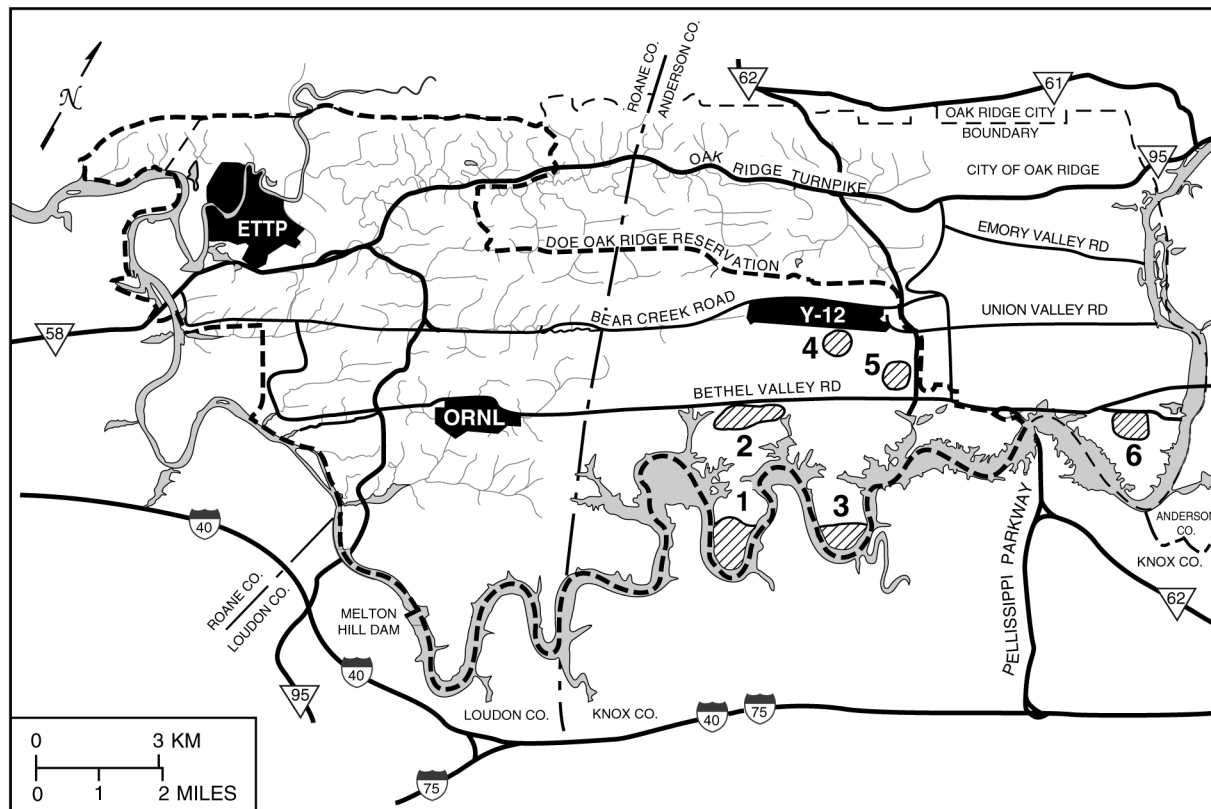 N
ROANE CO.
ANDERSON CO.
62
61
OAK RIDGE CITY
BOUNDARY
95
OAK RIDGE TURNPIKE
CITY OF OAK RIDGE
ETTP
DOE OAK RIDGE RESERVATION
EMORY VALLEY RD
58
BEAR CREEK ROAD
Y-12
UNION VALLEY RD
4
5
BETHEL VALLEY RD
ORNL
2
6
1
3
40
ANDERSON
CO.
KNOX CO.
ROANE CO.
LOUDON CO.
MELTON
HILL DAM
PELLISSIPPI PARKWAY
62
40
95
LOUDON CO.
KNOX CO.
40
75
75
0 3 KM
0 1 2 MILES